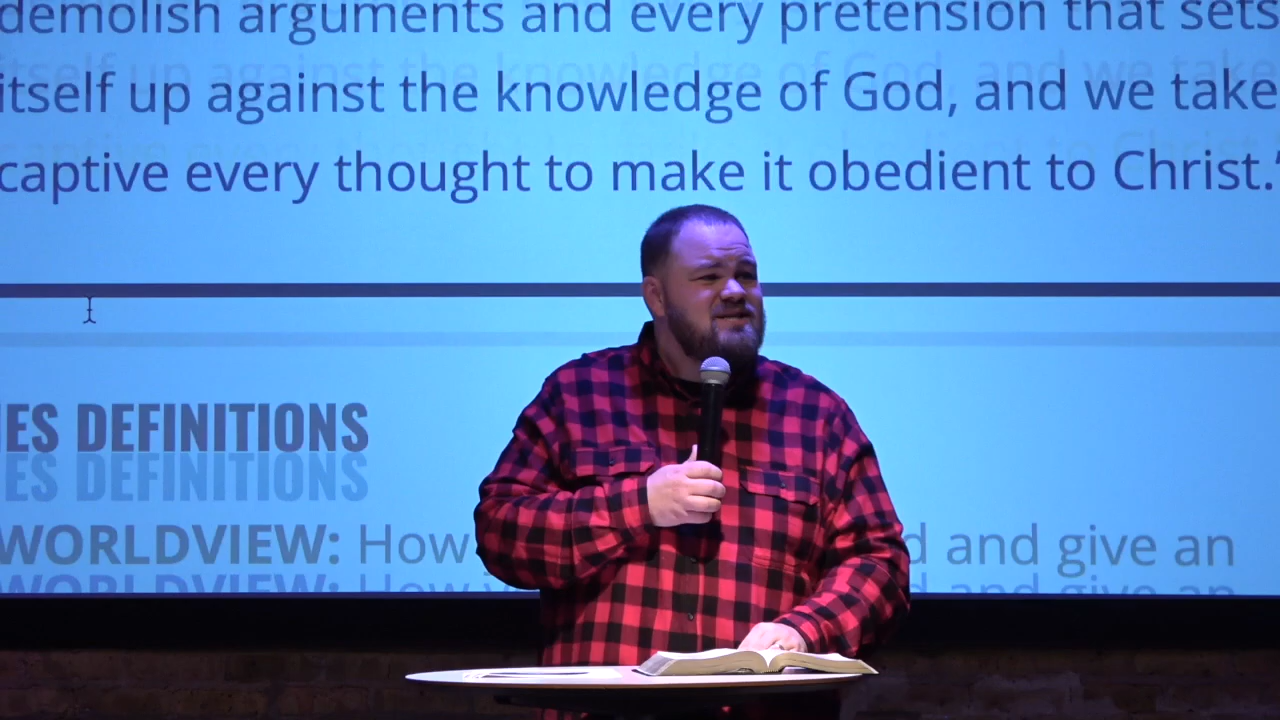 demolish arguments and every pretension that sets
itself up against the knowledge of God, and we take
captive every thought to make it obedient to Christ."
IES DEFINITIONS
WORLDVIEW: How d and give an